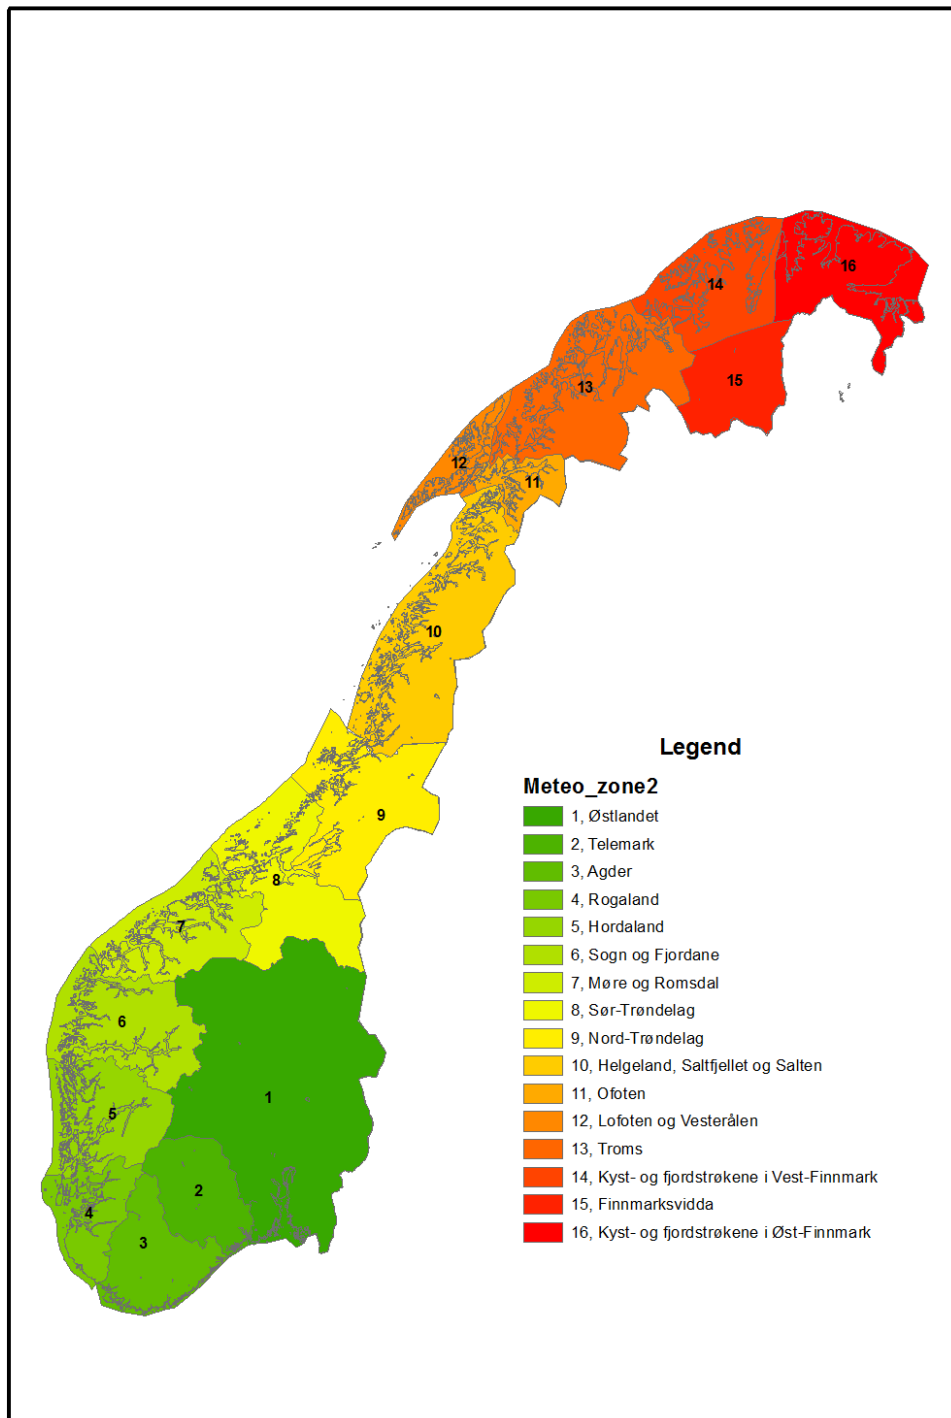 16
14
15
13
12
11
10
9
8
7
6
1
5
2
4
3
Legend
Meteo_zone2
1, Østlandet
2, Telemark
3, Agder
4, Rogaland
5, Hordaland
6, Sogn og Fjordane
7, Møre og Romsdal
8, Sør-Trøndelag
9, Nord-Trøndelag
10, Helgeland, Saltfjellet og Salten
11, Ofoten
12, Lofoten og Vesterålen
13, Troms
14, Kyst- og fjordstrøkene i Vest-Finnmark
15, Finnmarksvidda
16, Kyst- og fjordstrøkene i Øst-Finnmark